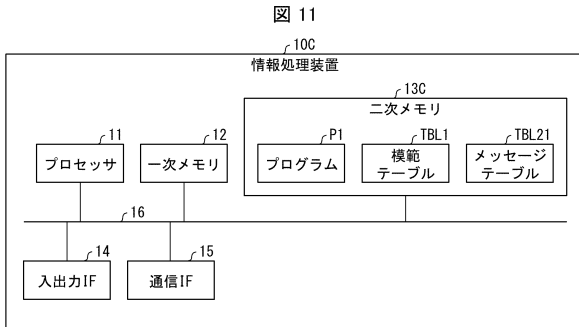 図 11
10C
情報処理装置
13C
二次メモリ
11
プロセッサ
12
一次メモリ
P1
プログラム
TBL1
模範
テーブル
TBL21
メッセージ
テーブル
16
14
入出力IF
15
通信IF